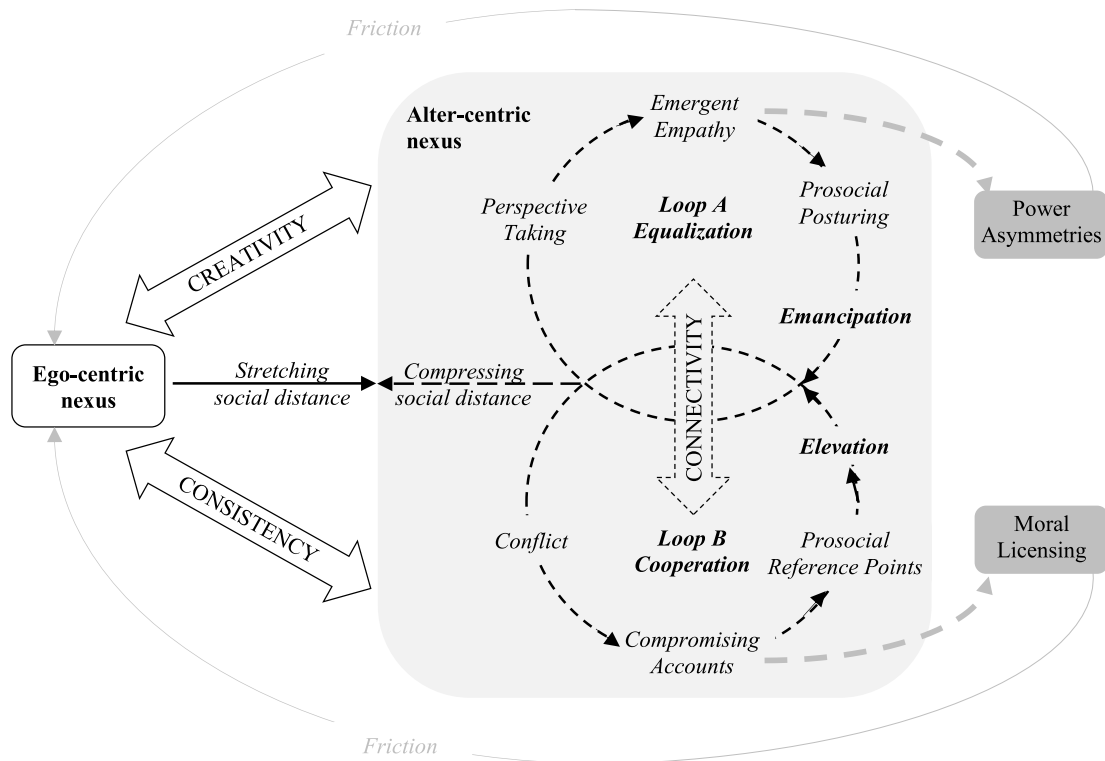 Friction
Alter-centric
nexus
Emergent
Empathy
CREATIVITY
Perspective
Taking
Loop A
Equalization
Prosocial
Posturing
Power
Asymmetries
Emancipation
CONNECTIVITY
Ego-centric
nexus
Stretching
social distance
Compressing
social distance
Elevation
CONSISTENCY
Conflict
Loop B
Cooperation
Prosocial
Reference Points
Moral
Licensing
Compromising
Accounts
Friction